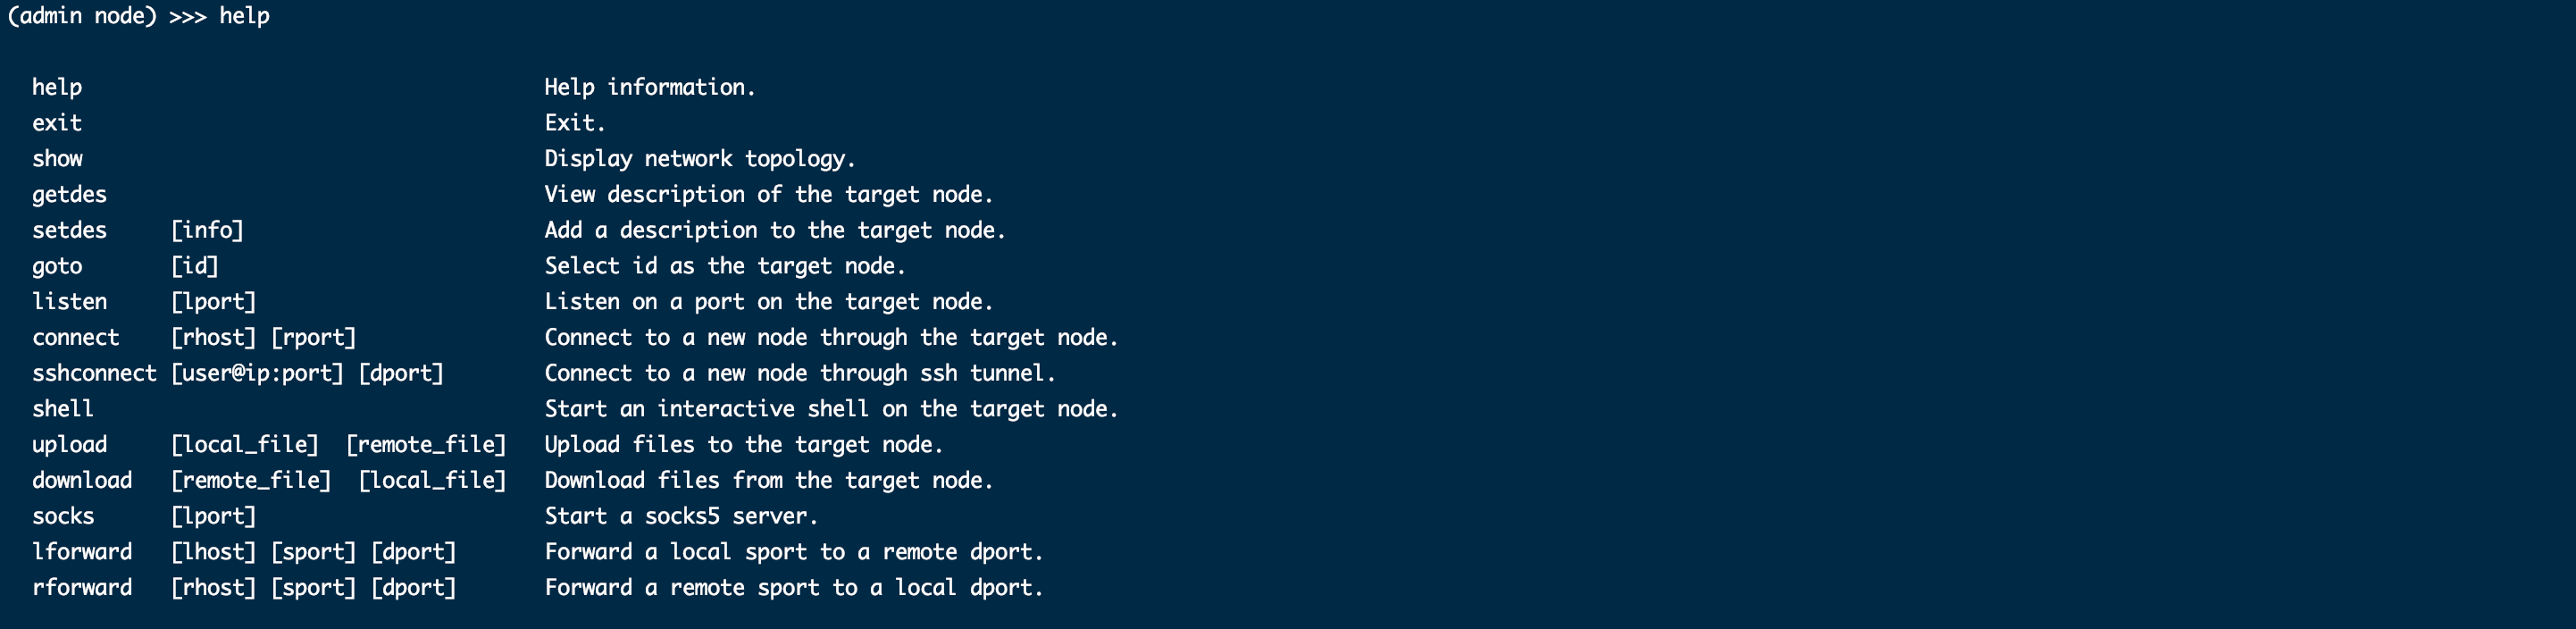 (admin node) >>> help
help                                     Help information.
exit                                     Exit.
show                                     Display network topology.
getdes                                   View description of the target node.
setdes     [info]                        Add a description to the target node.
goto       [id]                          Select id as the target node.
listen     [lport]                       Listen on a port on the target node.
connect    [rhost] [rport]               Connect to a new node through the target node.
sshconnect [user@ip:port] [dport]        Connect to a new node through ssh tunnel.
shell                                    Start an interactive shell on the target node.
upload     [local_file]  [remote_file]   Upload files to the target node.
download   [remote_file]  [local_file]   Download files from the target node.
socks      [lport]                       Start a socks5 server.
lforward   [lhost] [sport] [dport]       Forward a local sport to a remote dport.
rforward   [rhost] [sport] [dport]       Forward a remote sport to a local dport.